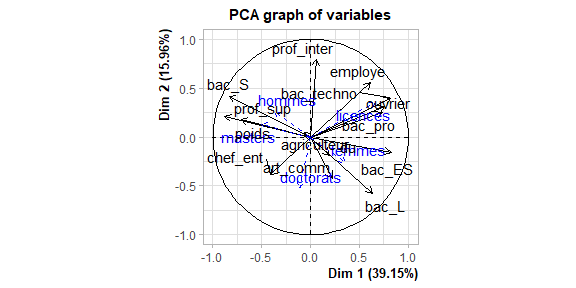 PCA graph of variables
Dim 2 (15.96%)
1.0
0.5
0.0
-0.5
-1.0
prof_inter
employe
bac_S
bac_techno
hommes
ouvrier
prof_sup
licences
bac_pro
poids
masters
agriculteur
femmes
chef_ent
art_comm
bac_ES
doctorats
bac_L
-1.0 -0.5 0.0 0.5 1.0
Dim 1 (39.15%)